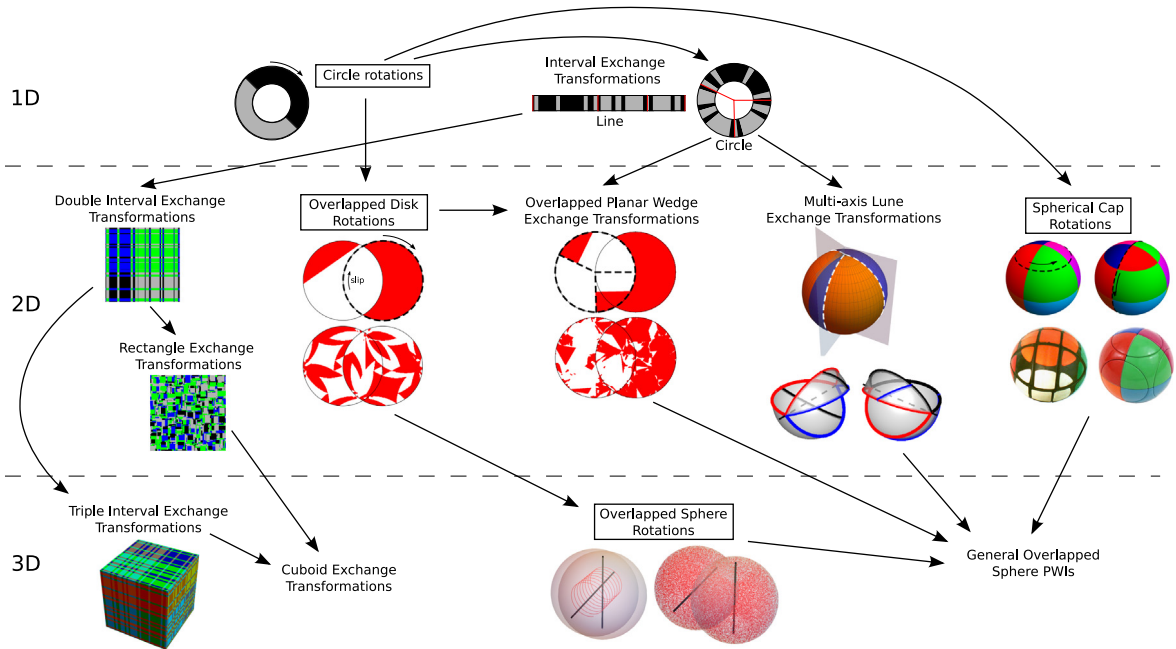 1D
Circle rotations
Interval Exchange
Transformations
Line
Circle
2D
Double Interval Exchange
Transformations
Overlapped Disk
Rotations
slip
Overlapped Planar Wedge
Exchange Transformations
Multi-axis Lune
Exchange Transformations
Spherical Cap
Rotations
Rectangle Exchange
Transformations
3D
Triple Interval Exchange
Transformations
Cuboid Exchange
Transformations
Overlapped Sphere
Rotations
General Overlapped
Sphere PWIs